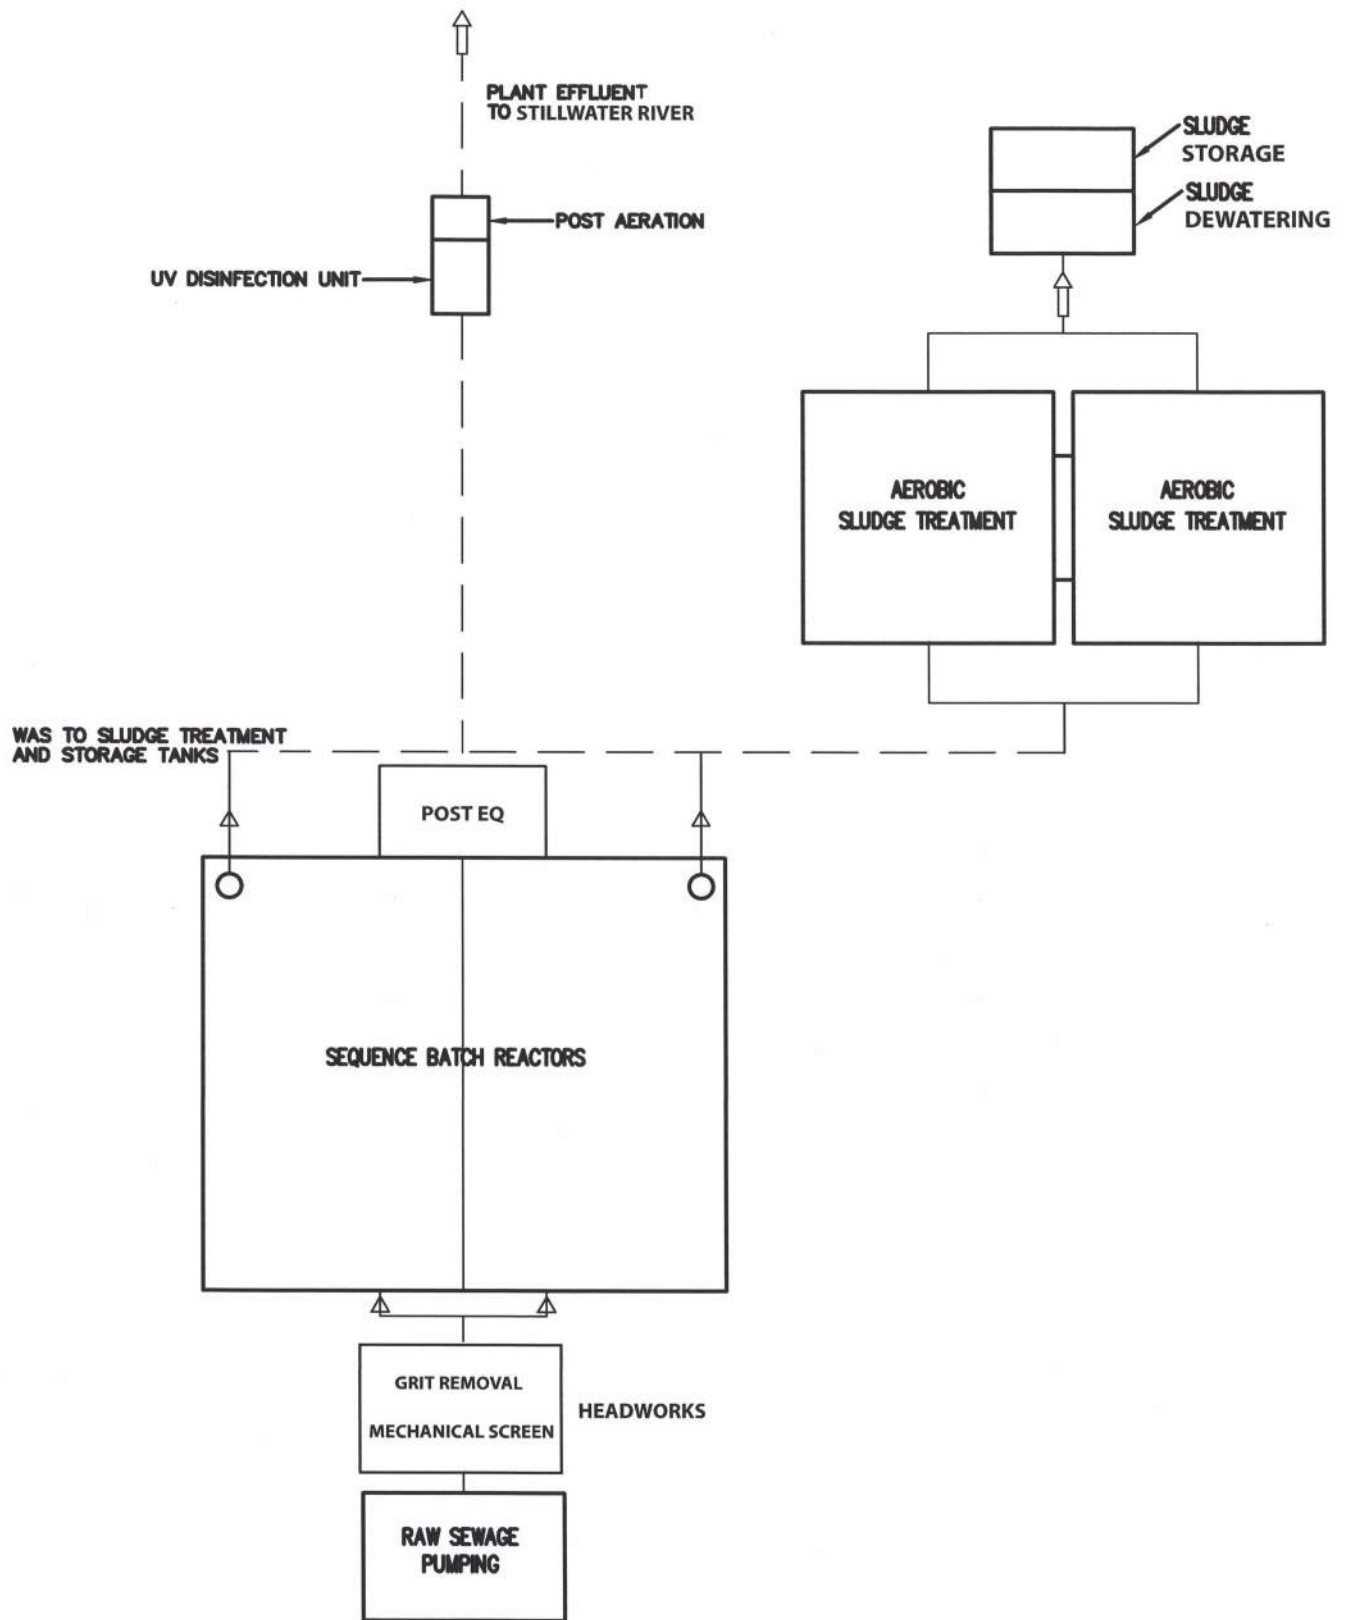 PLANT EFFLUENT
TO STILLWATER RIVER
SLUDGE
STORAGE
SLUDGE
DEWATERING
POST AERATION
UV DISINFECTION UNIT
AEROBIC
SLUDGE TREATMENT
AEROBIC
SLUDGE TREATMENT
WAS TO SLUDGE TREATMENT
AND STORAGE TANKS
POST EQ
SEQUENCE BATCH REACTORS
GRIT REMOVAL
MECHANICAL SCREEN
HEADWORKS
RAW SEWAGE
PUMPING